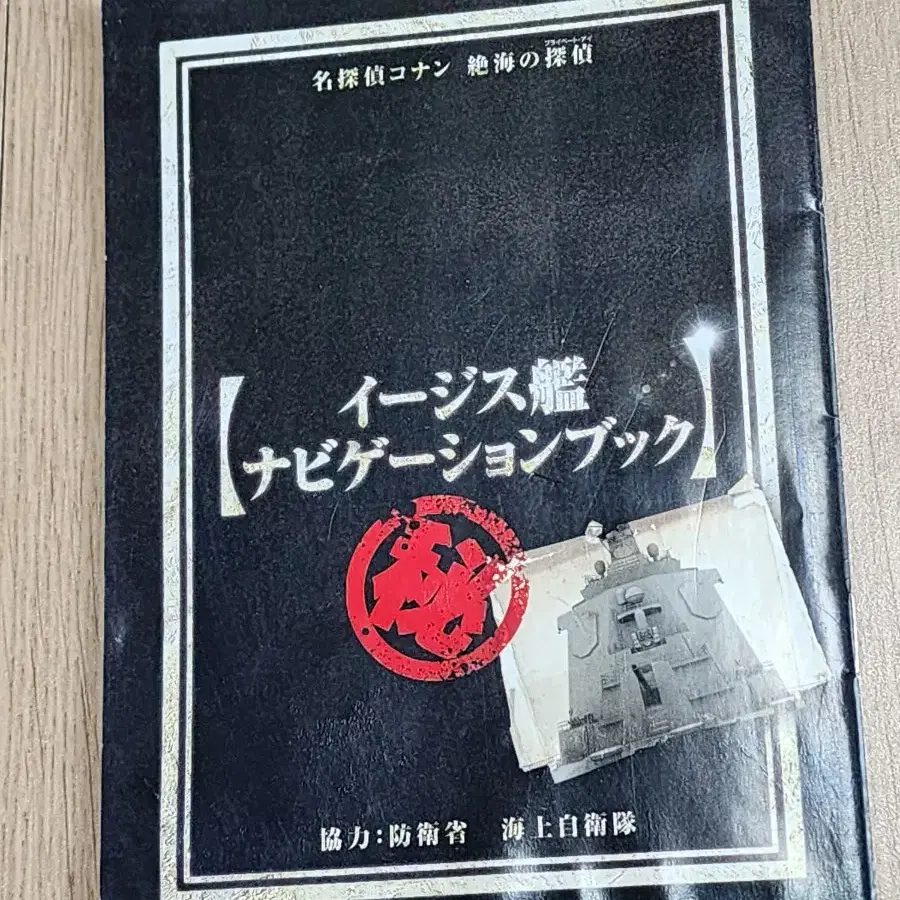 名探偵コナン 絶海の探偵
プライベート・アイ
【イージス艦
ナビゲーションブック】
㊙
協力:防衛省 海上自衛隊